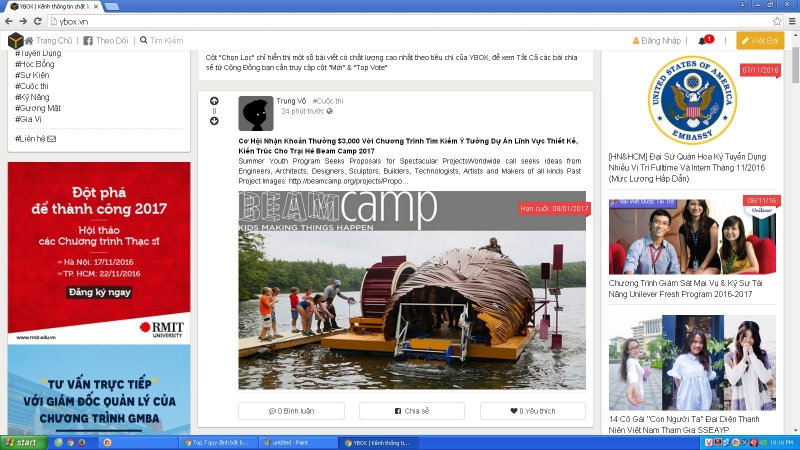 YBOX | Kênh thông tin chất l
ybox.vn
Trang Chủ | Theo Dõi | Tìm Kiếm
Đăng Nhập | 1 | Viết Bài
#Tuyển Dụng
#Học Bổng
#Sự Kiện
#Cuộc thi
#Kỹ Năng
#Gương Mặt
#Gia Vị
#Liên hệ
Đột phá
để thành công 2017
Hội thảo
các Chương trình Thạc sĩ
» Hà Nội: 17/11/2016
» TP. HCM: 22/11/2016
Đăng ký ngay
RMIT
UNIVERSITY
www.rmit.edu.vn
"TƯ VẤN TRỰC TIẾP
VỚI GIÁM ĐỐC QUẢN LÝ CỦA
CHƯƠNG TRÌNH GMBA
Cột "Chọn Lọc" chỉ hiển thị một số bài viết có chất lượng cao nhất theo tiêu chí của YBOX, để xem Tất Cả các bài chia
sẻ từ Cộng Đồng bạn cần truy cập cột "Mới" & "Top Vote"
0
Trung Võ #Cuộc thi
24 phút trước
Cơ Hội Nhận Khoản Thưởng $3,000 Với Chương Trình Tìm Kiếm Ý Tưởng Dự Án Lĩnh Vực Thiết Kế,
Kiến Trúc Cho Trại Hè Beam Camp 2017
Summer Youth Program Seeks Proposals for Spectacular ProjectsWorldwide call seeks ideas from
Engineers, Architects, Designers, Sculptors, Builders, Technologists, Artists and Makers of all kinds Past
Project Images: http://beamcamp.org/projects/Propo...
BEAMcamp
KIDS MAKING THINGS HAPPEN
Hạn cuối: 08/01/2017
0 Bình luận
Chia sẻ
0 Yêu thích
07/11/2016
UNITED STATES OF AMERICA
EMBASSY
[HN&HCM] Đại Sứ Quán Hoa Kỳ Tuyển Dụng
Nhiều Vị Trí Fulltime Và Intern Tháng 11/2016
(Mức Lương Hấp Dẫn)
Bài Viết Được Tài Trợ
06/11/16
Unilever
Chương Trình Giám Sát Mại Vụ & Kỹ Sư Tài
Năng Unilever Fresh Program 2016-2017
14 Cô Gái "Con Người Ta" Đại Diện Thanh
Niên Việt Nam Tham Gia SSEAYP
start
Top 7 quy định bắt b...
untitled - Paint
YBOX | Kênh thông ti...
18:16 PM